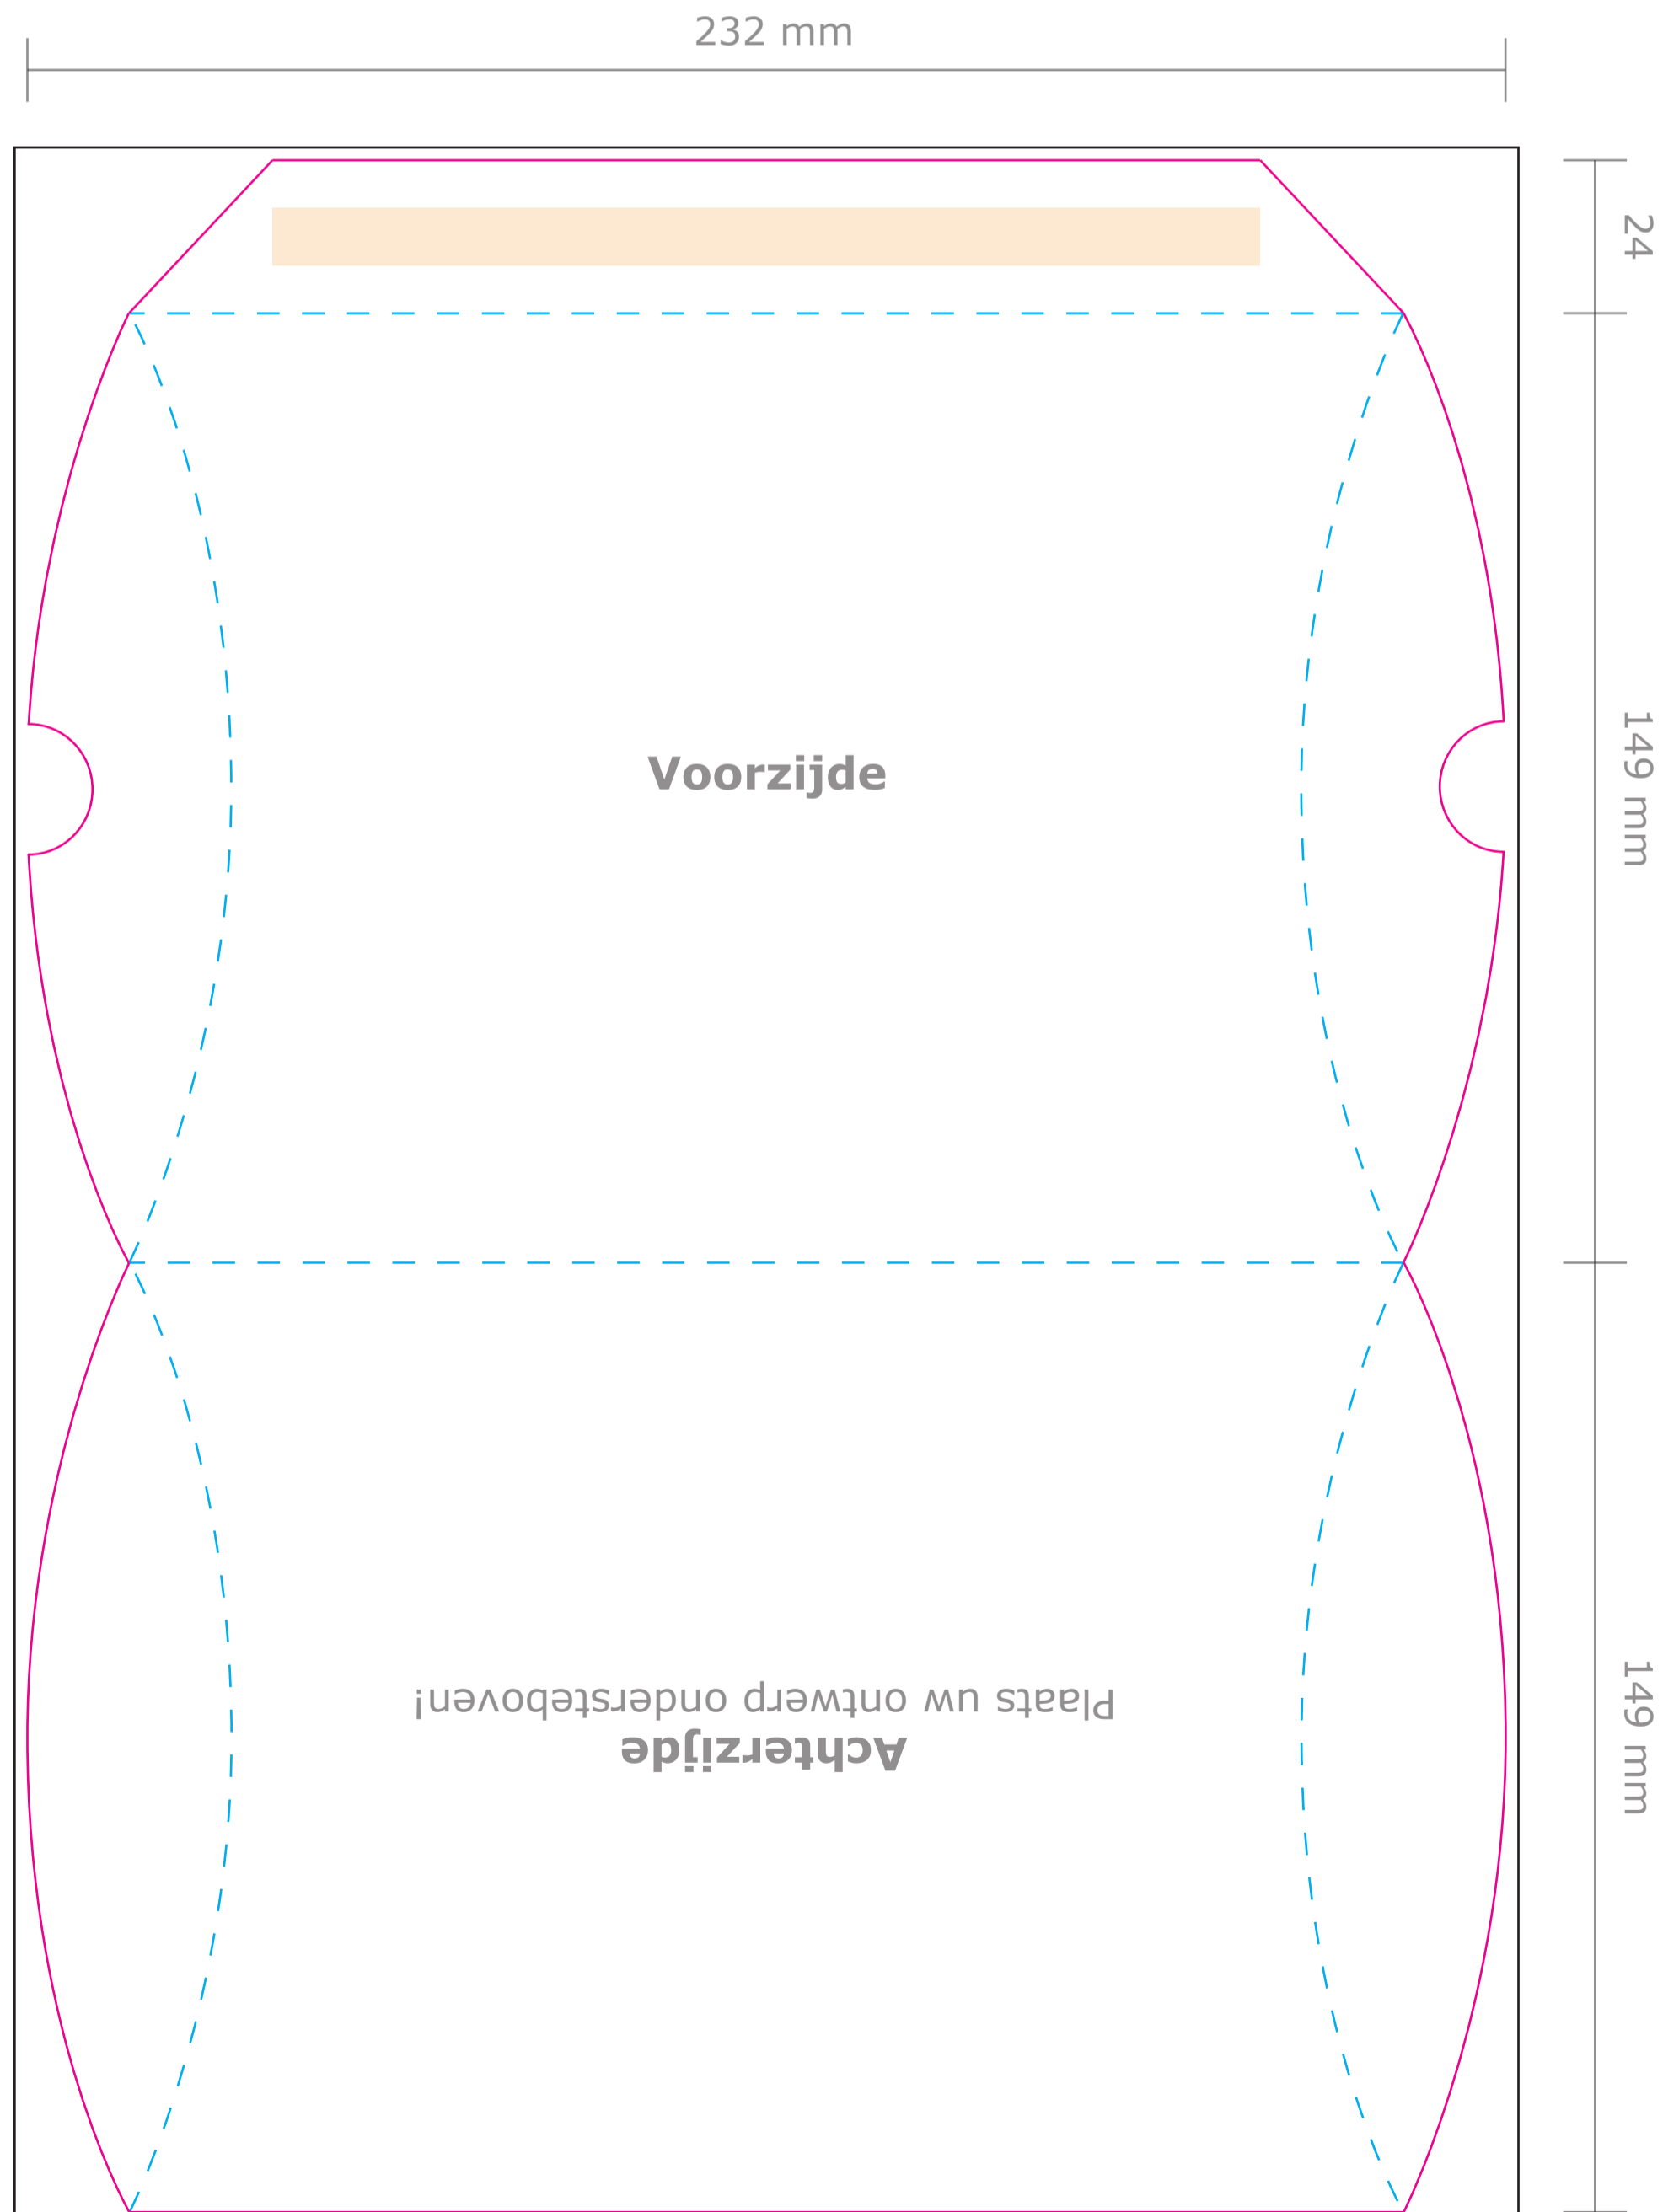 232 mm
24
Voorzijde
149 mm
Achterzijde
Plaats uw ontwerp ondersteboven!
149 mm